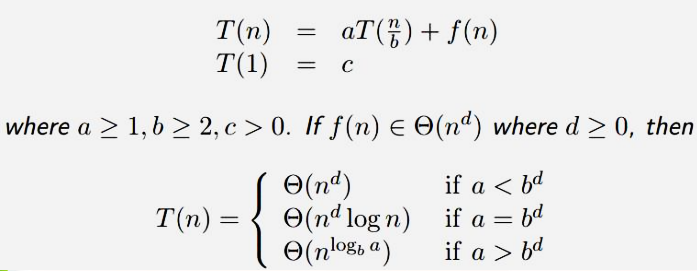 T(n) = aT(n/b) + f(n)
T(1) = c
where a ≥ 1, b ≥ 2, c > 0. If f(n) ∈ Θ(n^d) where d ≥ 0, then
Θ(n^d) if a < b^d
T(n) = { Θ(n^d log n) if a = b^d
Θ(n^{log_b a}) if a > b^d